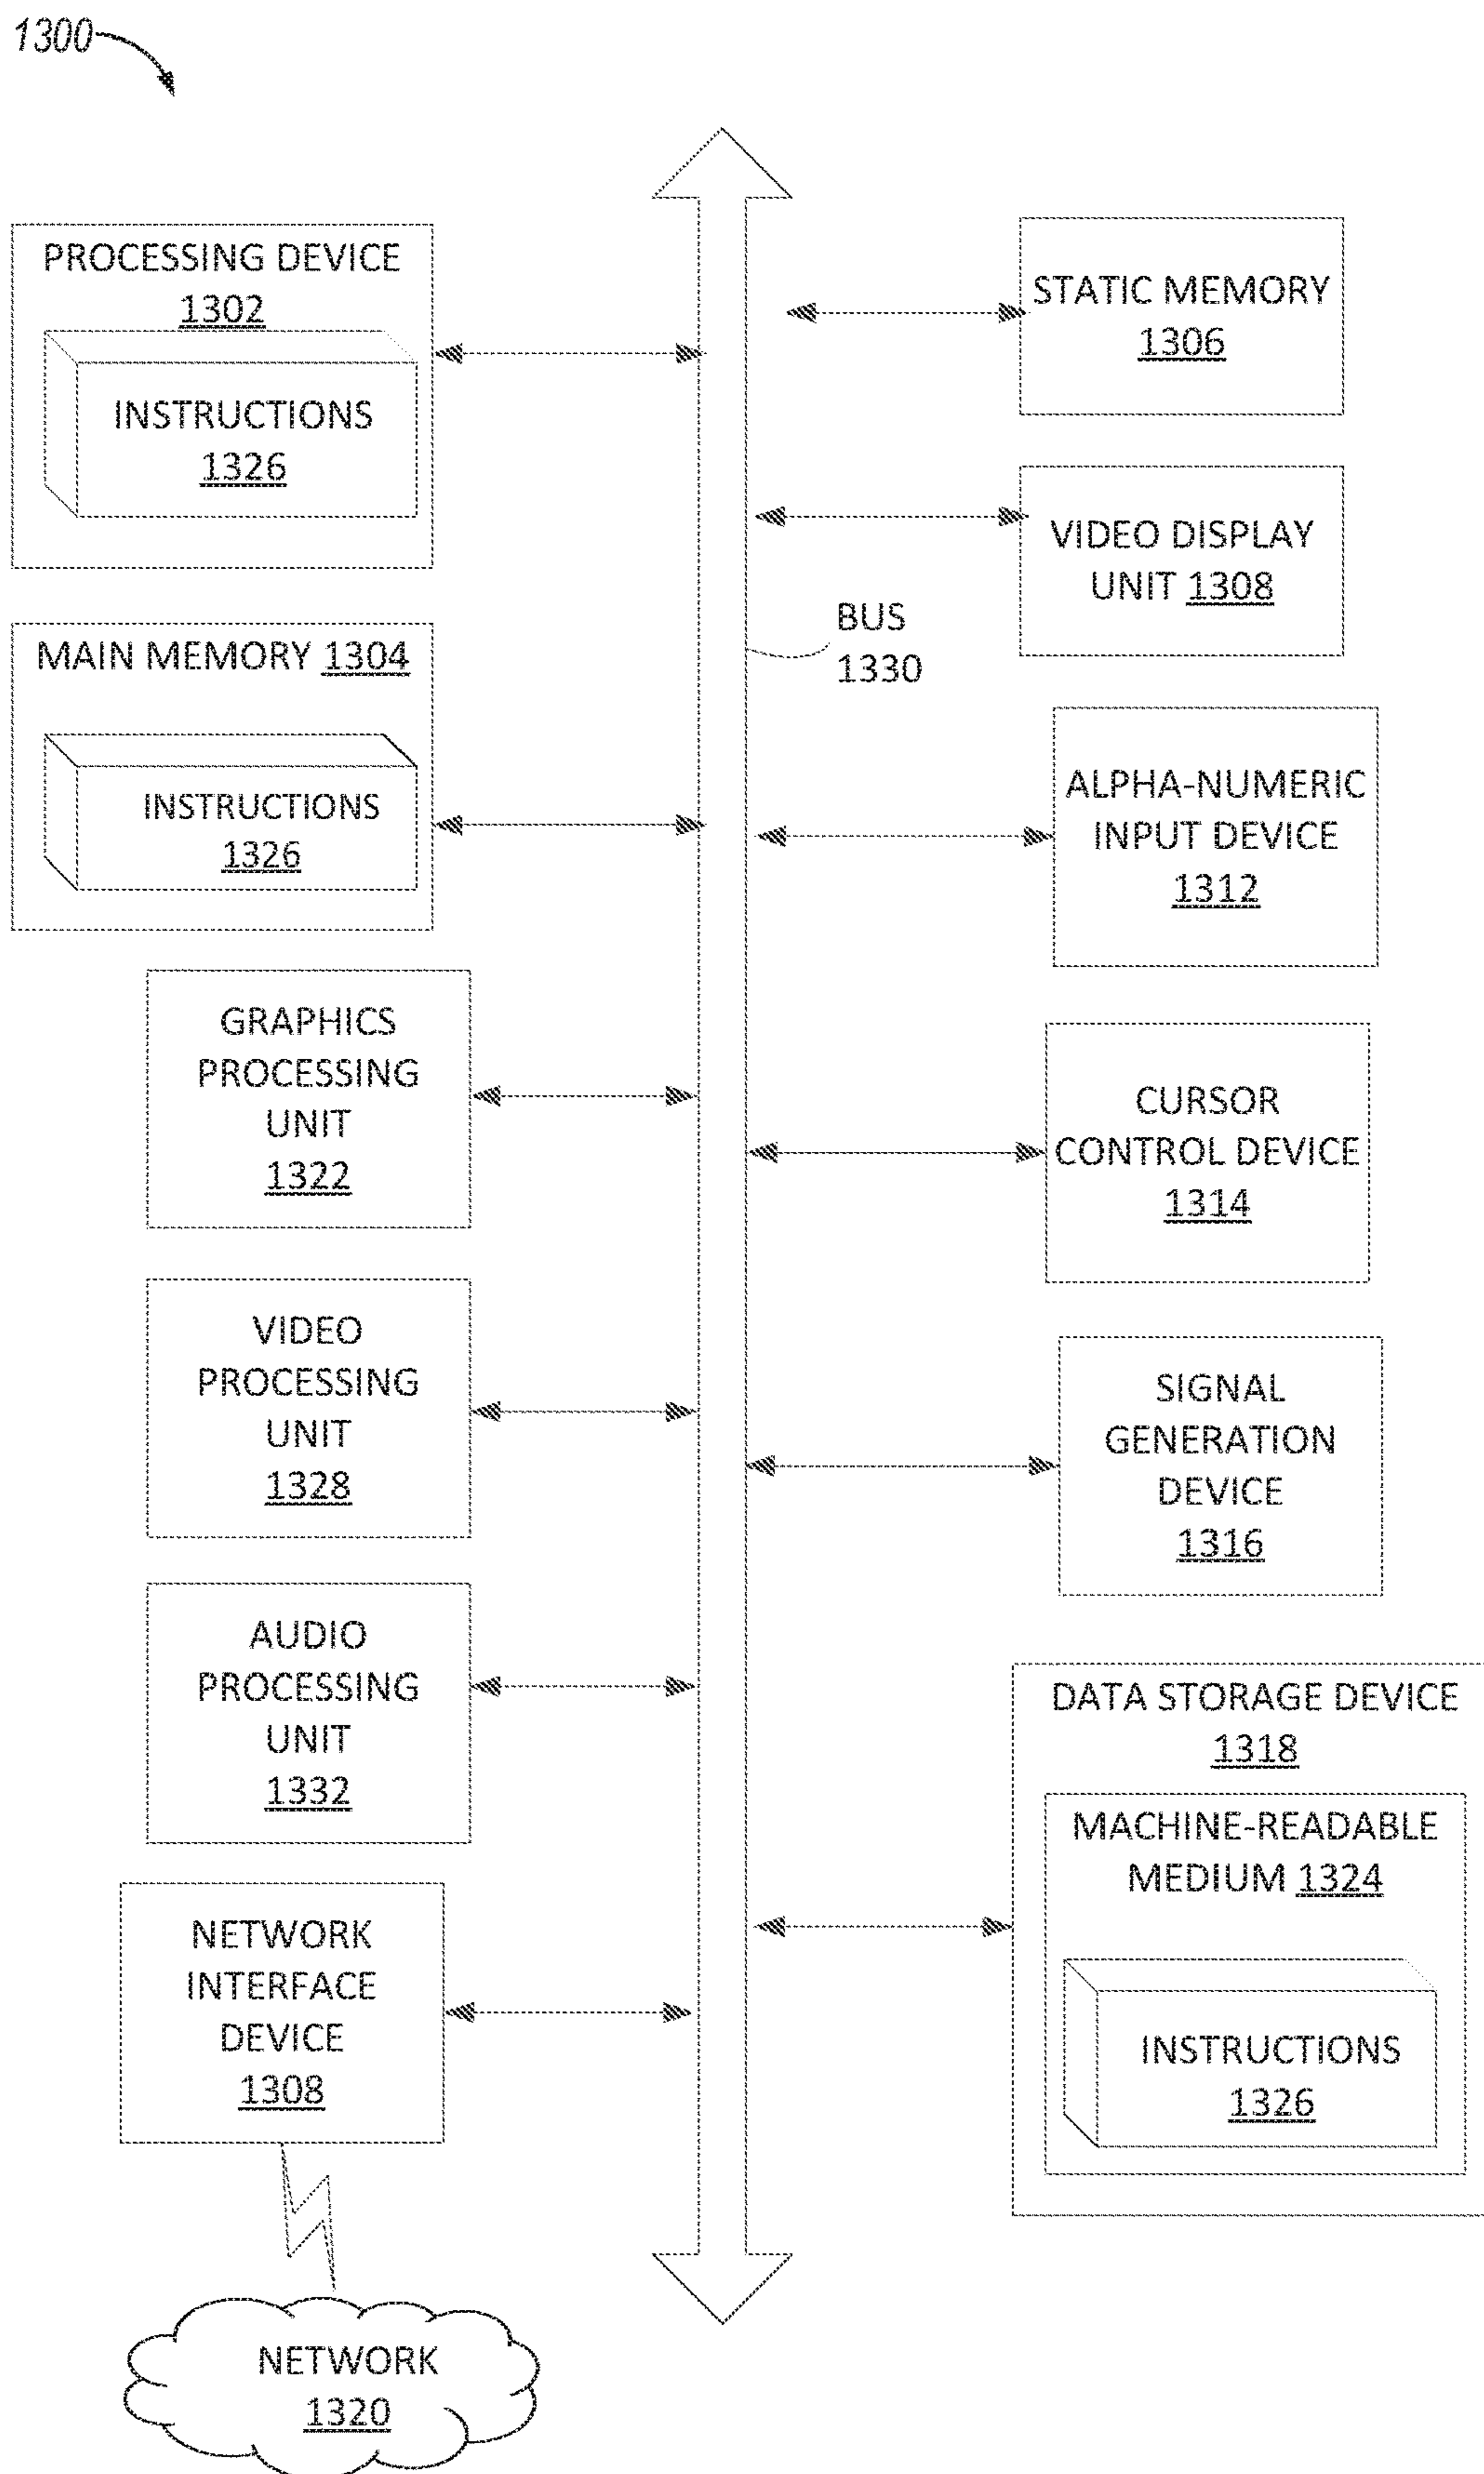 1300
PROCESSING DEVICE
1302
INSTRUCTIONS
1326
MAIN MEMORY 1304
INSTRUCTIONS
1326
GRAPHICS
PROCESSING
UNIT
1322
VIDEO
PROCESSING
UNIT
1328
AUDIO
PROCESSING
UNIT
1332
NETWORK
INTERFACE
DEVICE
1308
NETWORK
1320
BUS
1330
STATIC MEMORY
1306
VIDEO DISPLAY
UNIT 1308
ALPHA-NUMERIC
INPUT DEVICE
1312
CURSOR
CONTROL DEVICE
1314
SIGNAL
GENERATION
DEVICE
1316
DATA STORAGE DEVICE
1318
MACHINE-READABLE
MEDIUM 1324
INSTRUCTIONS
1326